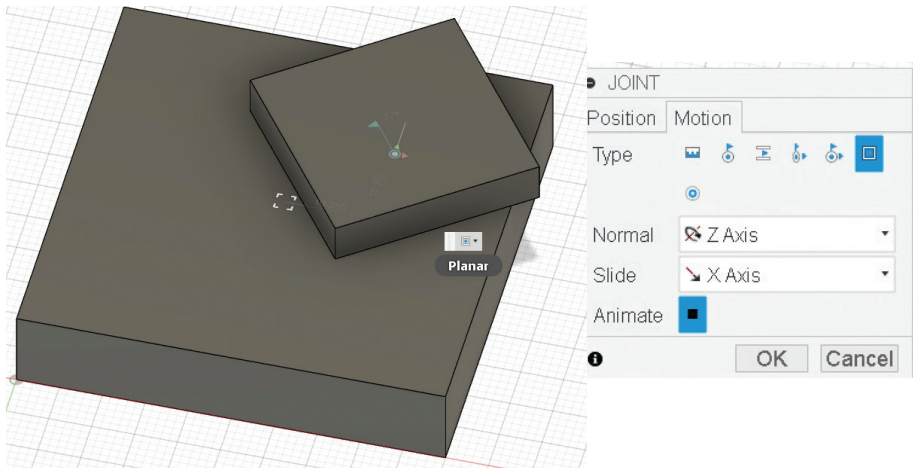 Planar
JOINT
Position Motion
Type
Normal Z Axis
Slide X Axis
Animate
OK Cancel